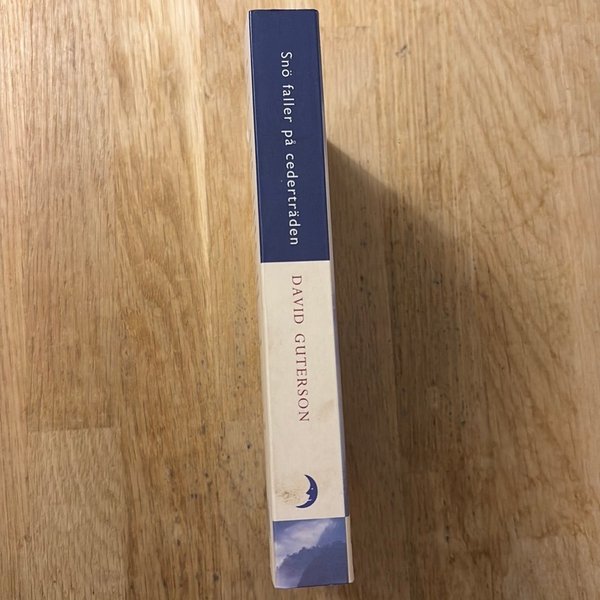 Snö faller på cederträden
DAVID GUTERSON